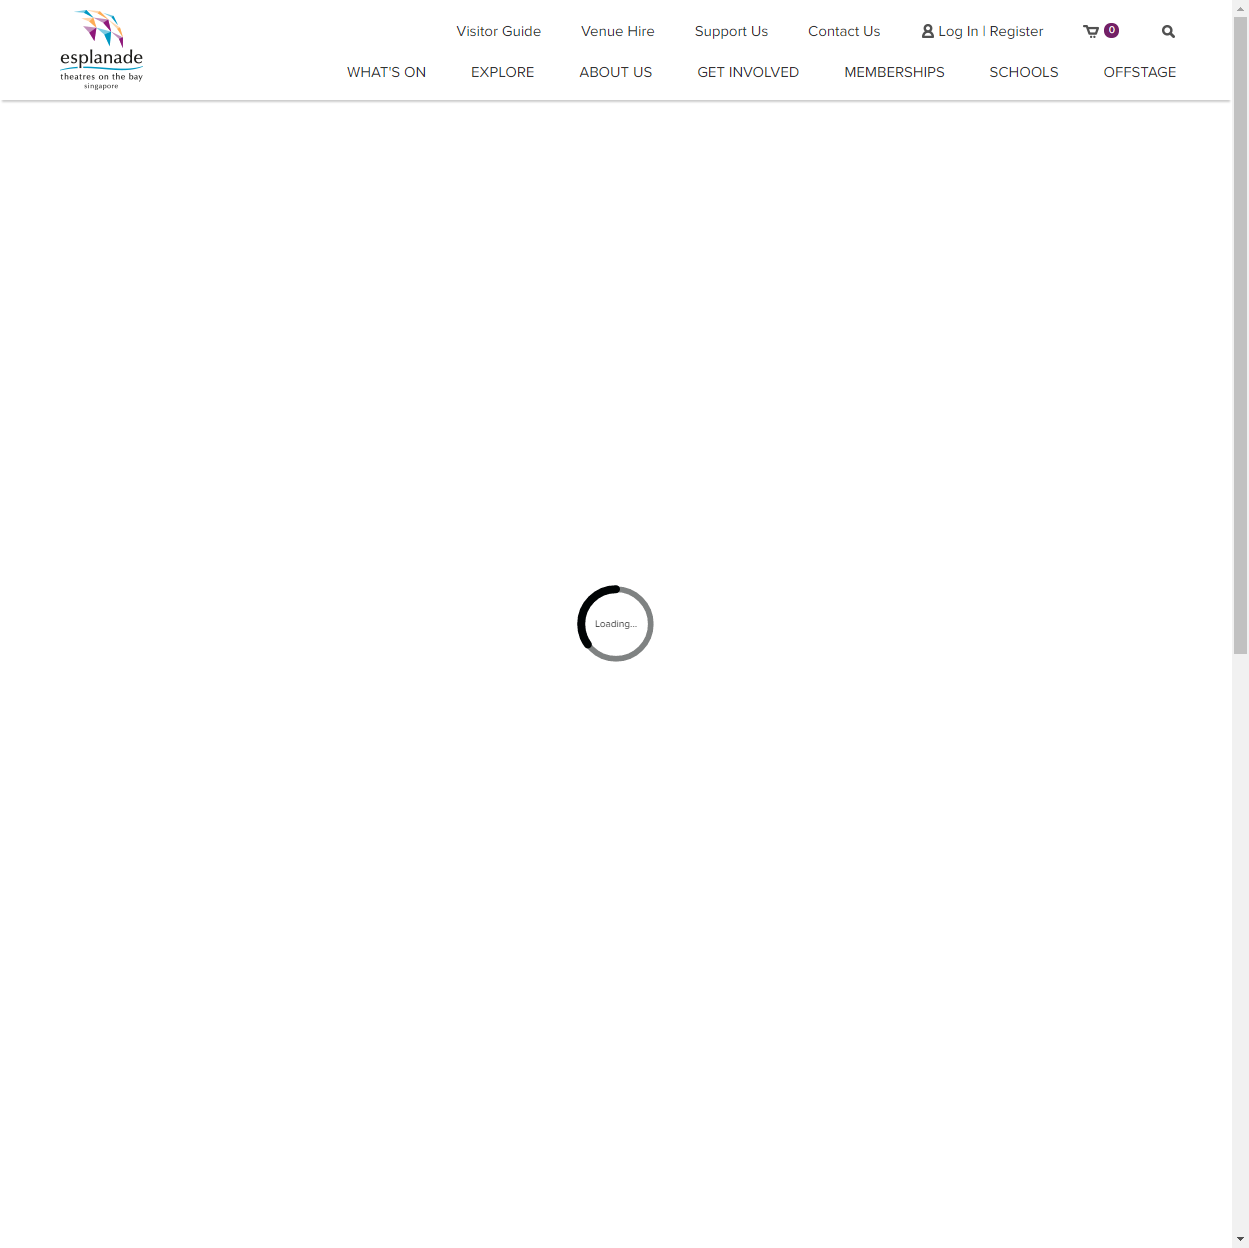 esplanade
theatres on the bay
singapore
Visitor Guide
Venue Hire
Support Us
Contact Us
Log In | Register
0
WHAT'S ON
EXPLORE
ABOUT US
GET INVOLVED
MEMBERSHIPS
SCHOOLS
OFFSTAGE
Loading...